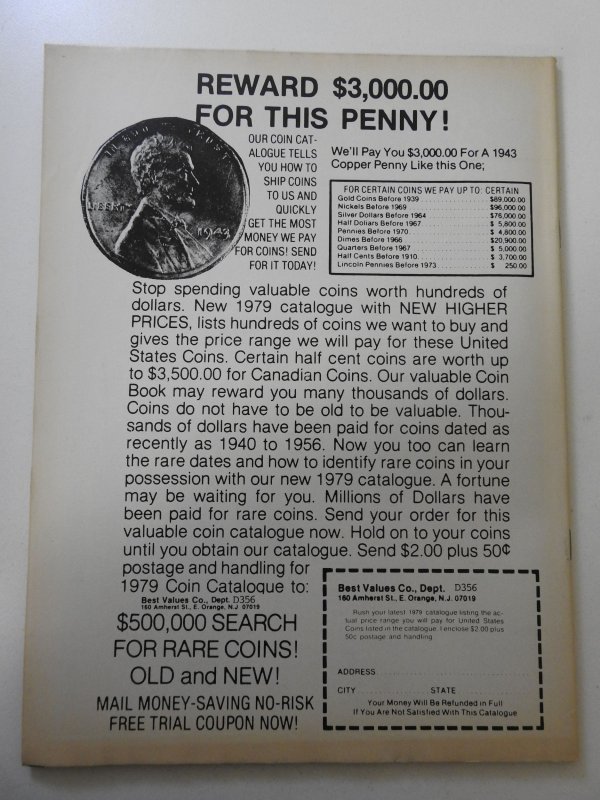 REWARD $3,000.00
FOR THIS PENNY!
OUR COIN CAT-
ALOGUE TELLS
YOU HOW TO
SHIP COINS
TO US AND
QUICKLY
GET THE MOST
MONEY WE PAY
FOR COINS! SEND
FOR IT TODAY!
LIBERTY
1943
We'll Pay You $3,000.00 For A 1943
Copper Penny Like this One;
FOR CERTAIN COINS WE PAY UP TO: CERTAIN
Gold Coins Before 1939 $89,000.00
Nickels Before 1969 $96,000.00
Silver Dollars Before 1964 $76,000.00
Half Dollars Before 1967 $ 5,800.00
Pennies Before 1970 $ 4,800.00
Dimes Before 1966 $20,900.00
Quarters Before 1967 $ 5,000.00
Half Cents Before 1910 $ 3,700.00
Lincoln Pennies Before 1973 $ 250.00
Stop spending valuable coins worth hundreds of
dollars. New 1979 catalogue with NEW HIGHER
PRICES, lists hundreds of coins we want to buy and
gives the price range we will pay for these United
States Coins. Certain half cent coins are worth up
to $3,500.00 for Canadian Coins. Our valuable Coin
Book may reward you many thousands of dollars.
Coins do not have to be old to be valuable. Thou-
sands of dollars have been paid for coins dated as
recently as 1940 to 1956. Now you too can learn
the rare dates and how to identify rare coins in your
possession with our new 1979 catalogue. A fortune
may be waiting for you. Millions of Dollars have
been paid for rare coins. Send your order for this
valuable coin catalogue now. Hold on to your coins
until you obtain our catalogue. Send $2.00 plus 50¢
postage and handling for
1979 Coin Catalogue to:
Best Values Co., Dept. D356
160 Amherst St., E. Orange, N.J. 07019
$500,000 SEARCH
FOR RARE COINS!
OLD and NEW!
MAIL MONEY-SAVING NO-RISK
FREE TRIAL COUPON NOW!
Best Values Co., Dept. D356
160 Amherst St., E. Orange, N.J. 07019
Rush your latest 1979 catalogue listing the ac-
tual price range you will pay for United States
Coins listed in the catalogue. I enclose $2.00 plus
50c postage and handling.
ADDRESS
CITY STATE
Your Money Will Be Refunded in Full
If You Are Not Satisfied With This Catalogue